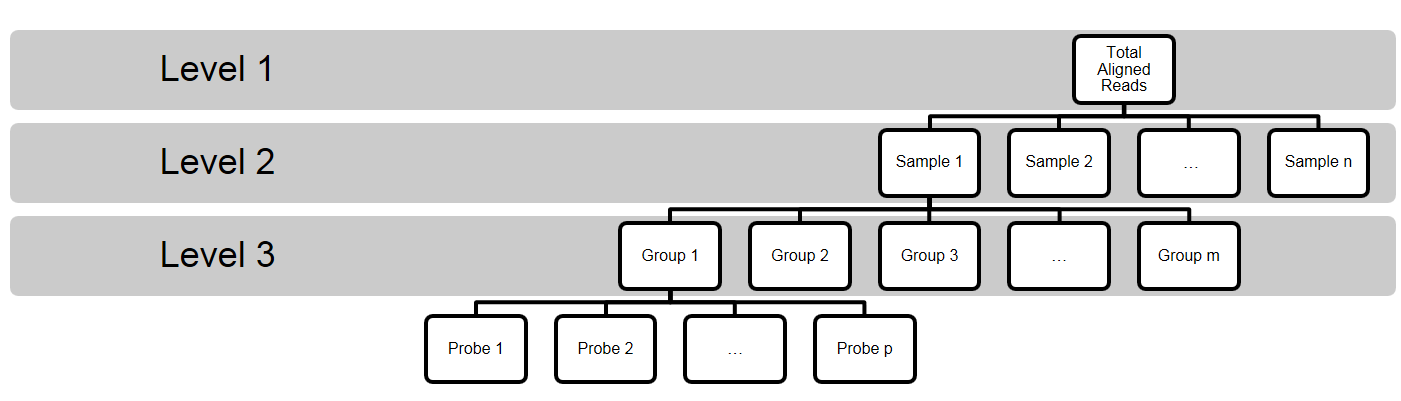 Level 1
Total
Aligned
Reads
Level 2
Sample 1
Sample 2
...
Sample n
Level 3
Group 1
Group 2
Group 3
...
Group m
Probe 1
Probe 2
...
Probe p